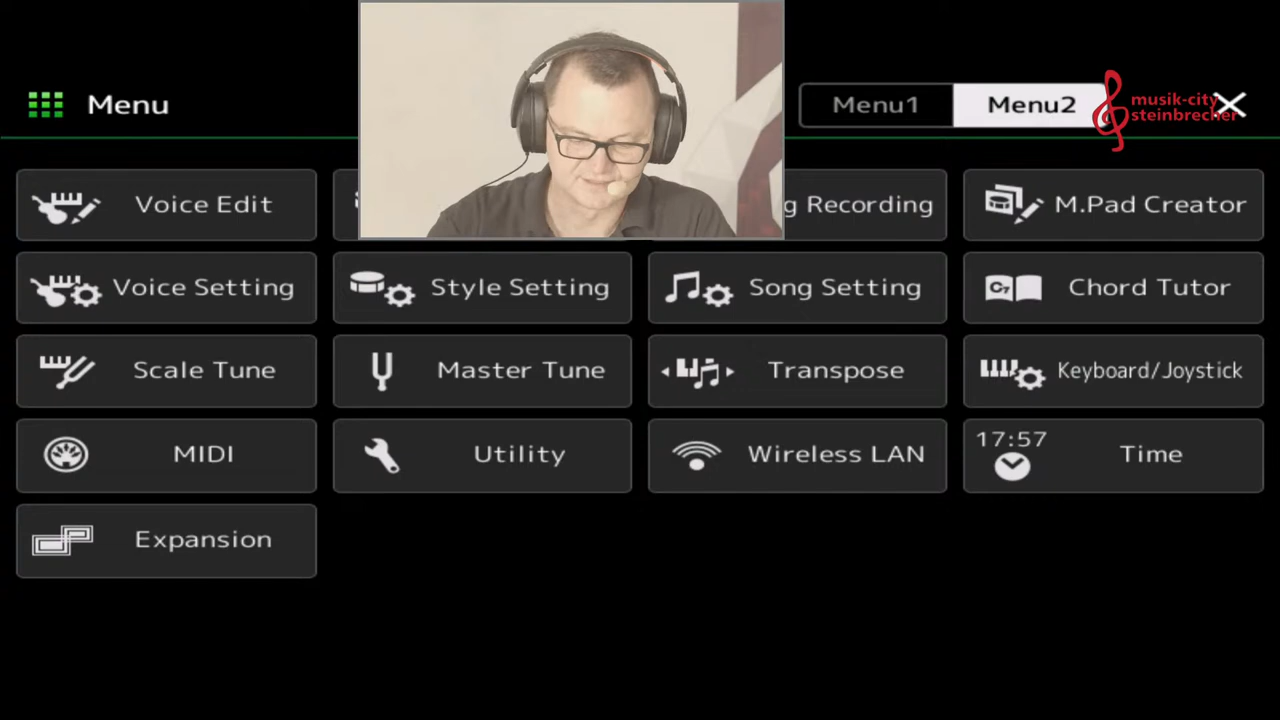 Menu
Menu1
Menu2
musik-city
steinbrecher
Voice Edit
g Recording
M.Pad Creator
Voice Setting
Style Setting
Song Setting
C7
Chord Tutor
Scale Tune
Master Tune
Transpose
Keyboard/Joystick
MIDI
Utility
Wireless LAN
17:57
Time
Expansion